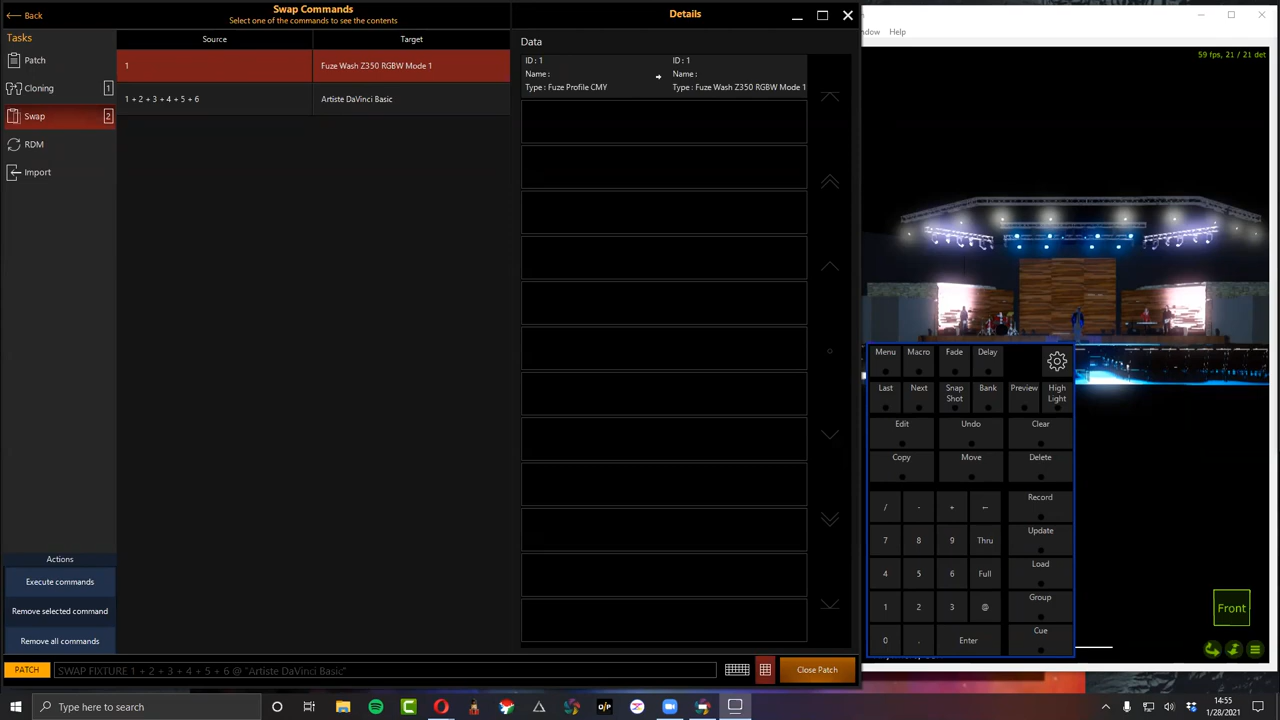 Back
Swap Commands
Select one of the commands to see the contents
Details
Tasks
Source
Target
Data
Patch
Cloning
1
Swap
2
RDM
Import
1
Fuze Wash Z350 RGBW Mode 1
1 + 2 + 3 + 4 + 5 + 6
Artiste DaVinci Basic
ID : 1
Name :
Type : Fuze Profile CMY
ID : 1
Name :
Type : Fuze Wash Z350 RGBW Mode 1
Help
59 fps, 21 / 21 det
Menu
Macro
Fade
Delay
Last
Next
Snap
Shot
Bank
Preview
High
Light
Edit
Undo
Clear
Copy
Move
Delete
/
-
+
←
Record
7
8
9
Thru
Update
4
5
6
Full
Load
1
2
3
@
Group
0
.
Enter
Cue
Front
Actions
Execute commands
Remove selected command
Remove all commands
PATCH
SWAP FIXTURE 1 + 2 + 3 + 4 + 5 + 6 @ "Artiste DaVinci Basic"
Close Patch
Type here to search
O/P
14:55
1/28/2021